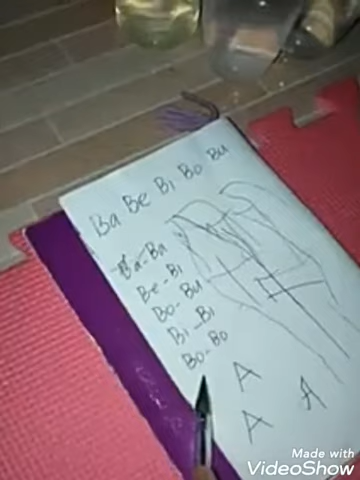 Ba Be Bi Bo Bu
Ba-Ba
Be-Bi
Bo-Bu
Bi-Bi
Bo-Bo
A
A
A
Made with
VideoShow